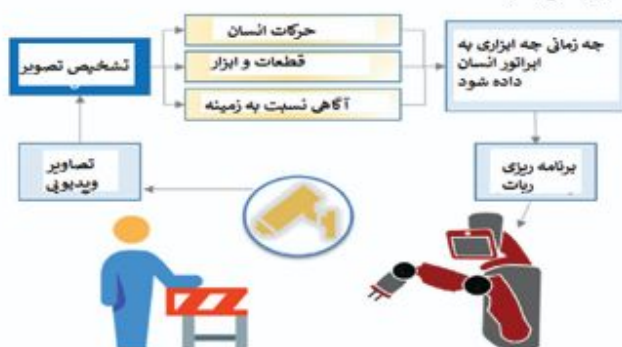 حرکات انسان
قطعات و ابزار
آگاهی نسبت به زمینه
تشخیص تصویر
چه زمانی چه ابزاری به
اپراتور انسان
داده شود
تصاویر
ویدیویی
برنامه ریزی
ربات